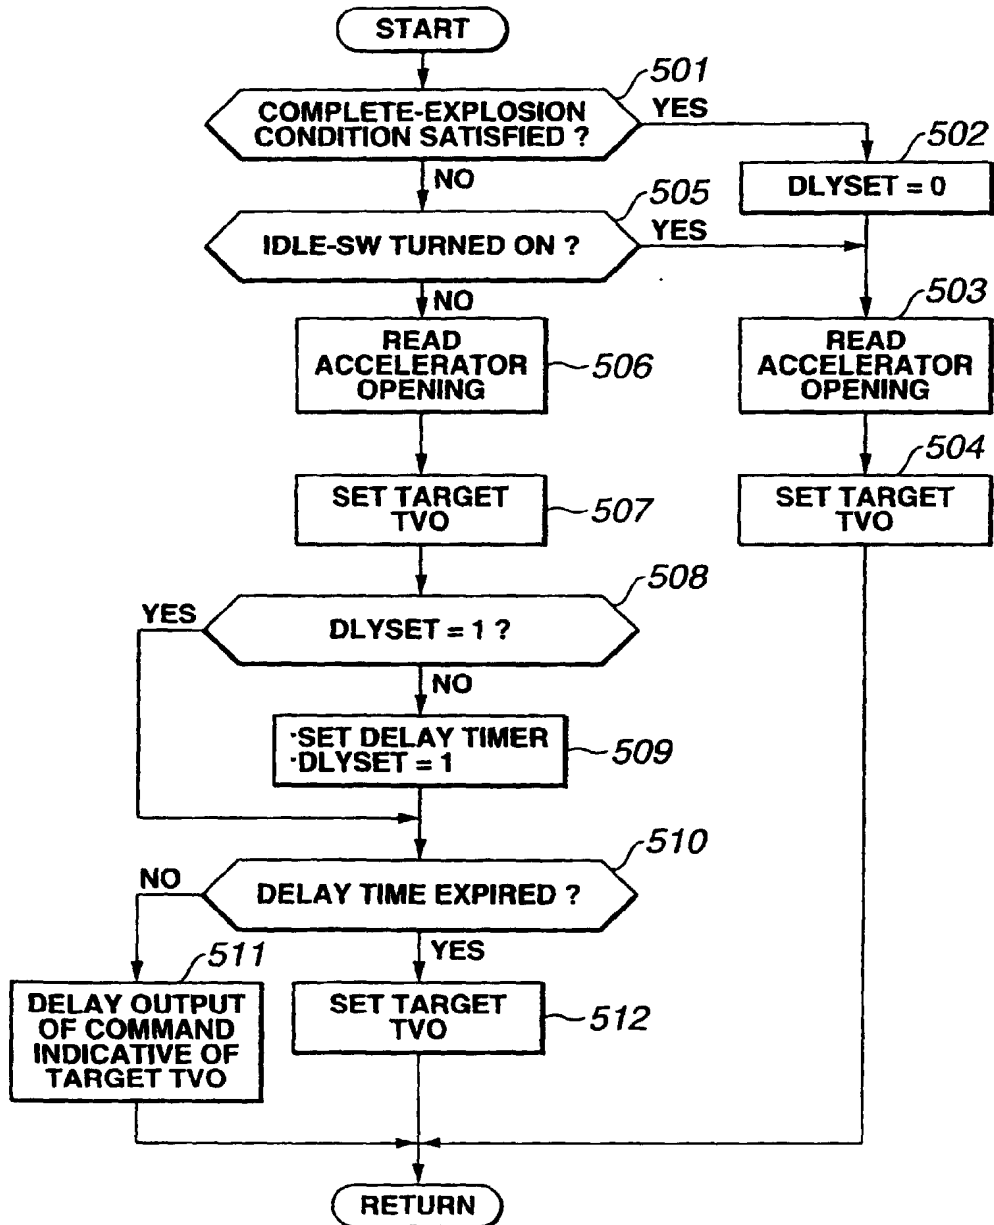 START
501
COMPLETE-EXPLOSION
CONDITION SATISFIED ?
YES
502
DLYSET = 0
NO
505
IDLE-SW TURNED ON ?
YES
NO
503
READ
ACCELERATOR
OPENING
506
READ
ACCELERATOR
OPENING
504
SET TARGET
TVO
507
SET TARGET
TVO
508
YES
DLYSET = 1 ?
NO
·SET DELAY TIMER
·DLYSET = 1
509
510
NO
DELAY TIME EXPIRED ?
YES
511
DELAY OUTPUT
OF COMMAND
INDICATIVE OF
TARGET TVO
SET TARGET
TVO
512
RETURN